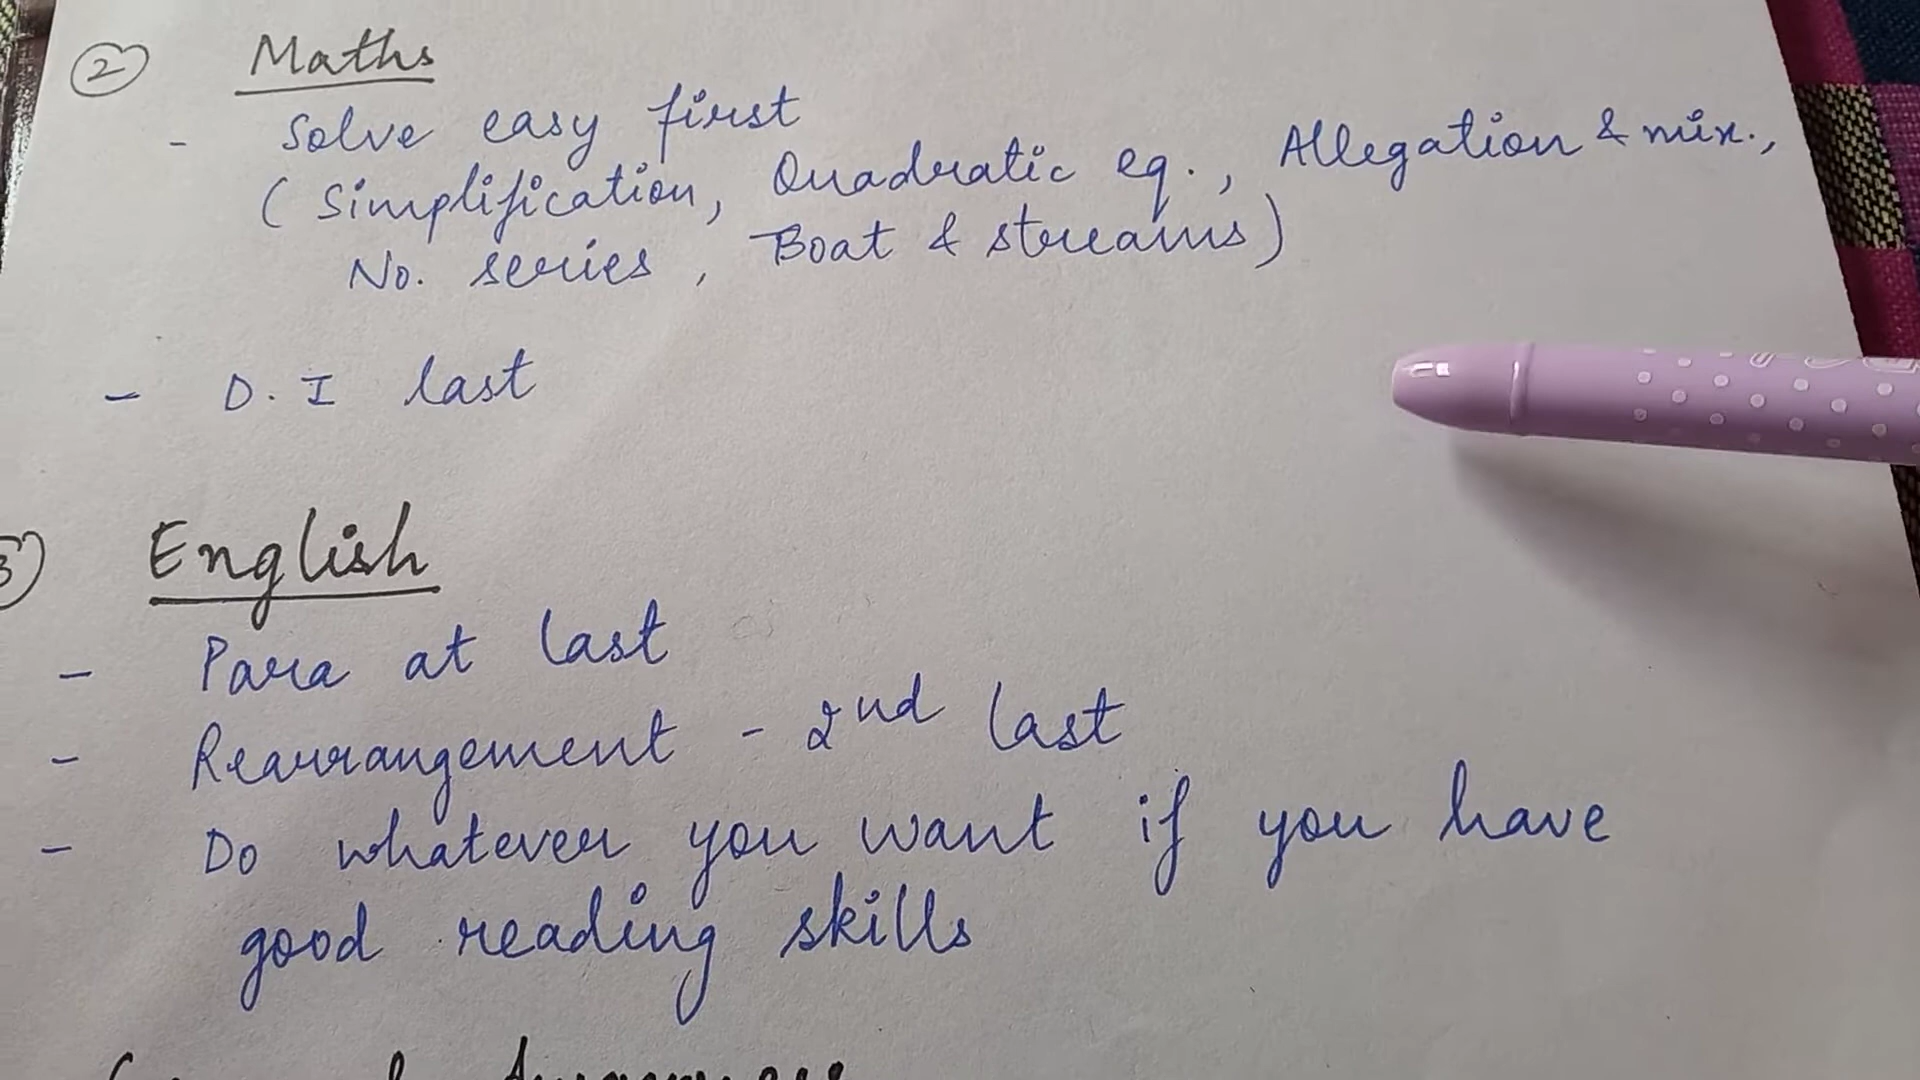 2 Maths
- Solve easy first
( Simplification, Quadratic eq., Allegation & mix.,
No. series, Boat & streams)
- D. I last
3 English
- Para at last
- Rearrangement - 2nd last
- Do whatever you want if you have
good reading skills